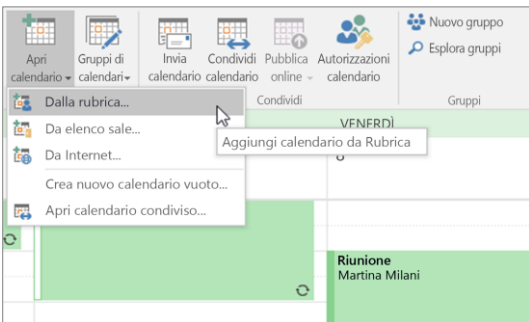 Apri calendario
Gruppi di calendari
Invia calendario
Condividi calendario
Pubblica online
Autorizzazioni calendario
Nuovo gruppo
Esplora gruppi
Condividi
Gruppi
Dalla rubrica...
Da elenco sale...
Da Internet...
Crea nuovo calendario vuoto...
Apri calendario condiviso...
VENERDÌ
Aggiungi calendario da Rubrica
Riunione
Martina Milani